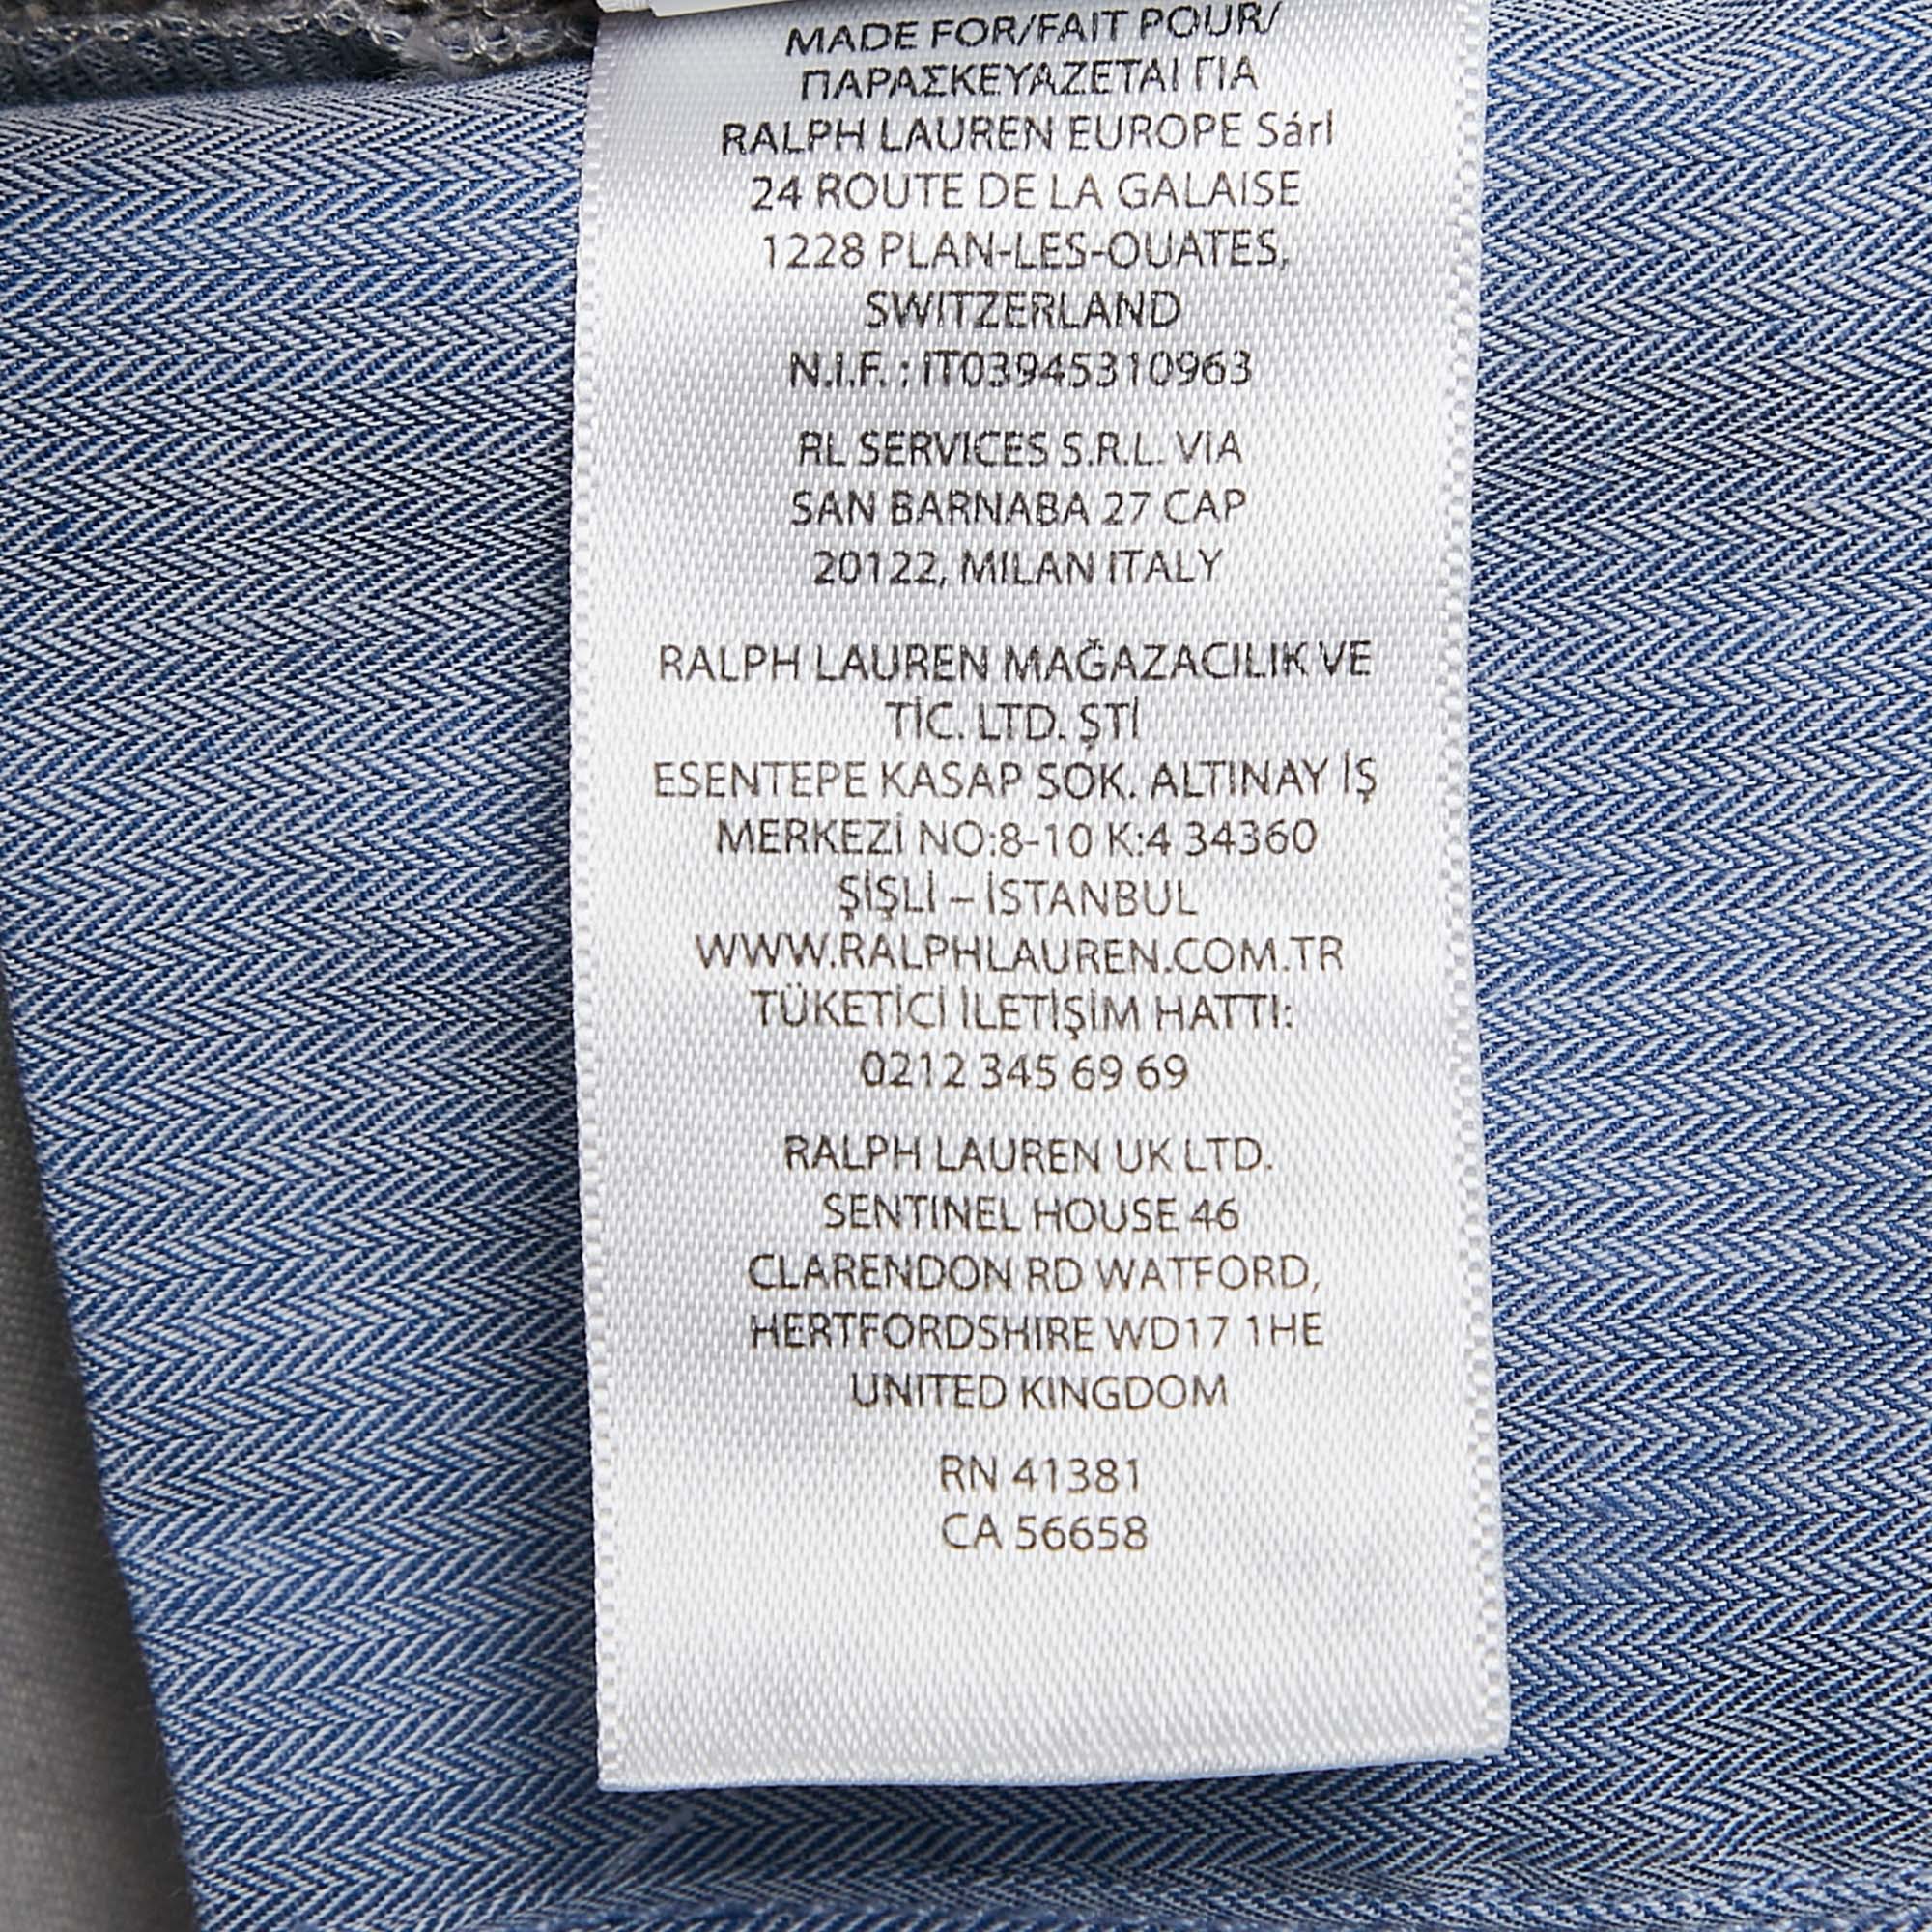 MADE FOR/FAIT POUR/
ΠΑΡΑΣΚΕΥΑΖΕΤΑΙ ΓΙΑ
RALPH LAUREN EUROPE Sárl
24 ROUTE DE LA GALAISE
1228 PLAN-LES-OUATES,
SWITZERLAND
N.I.F. : IT03945310963
RL SERVICES S.R.L. VIA
SAN BARNABA 27 CAP
20122, MILAN ITALY
RALPH LAUREN MAĞAZACILIK VE
TİC. LTD. ŞTİ
ESENTEPE KASAP SOK. ALTINAY İŞ
MERKEZİ NO:8-10 K:4 34360
ŞİŞLİ – İSTANBUL
WWW.RALPHLAUREN.COM.TR
TÜKETİCİ İLETİŞİM HATTI:
0212 345 69 69
RALPH LAUREN UK LTD.
SENTINEL HOUSE 46
CLARENDON RD WATFORD,
HERTFORDSHIRE WD17 1HE
UNITED KINGDOM
RN 41381
CA 56658